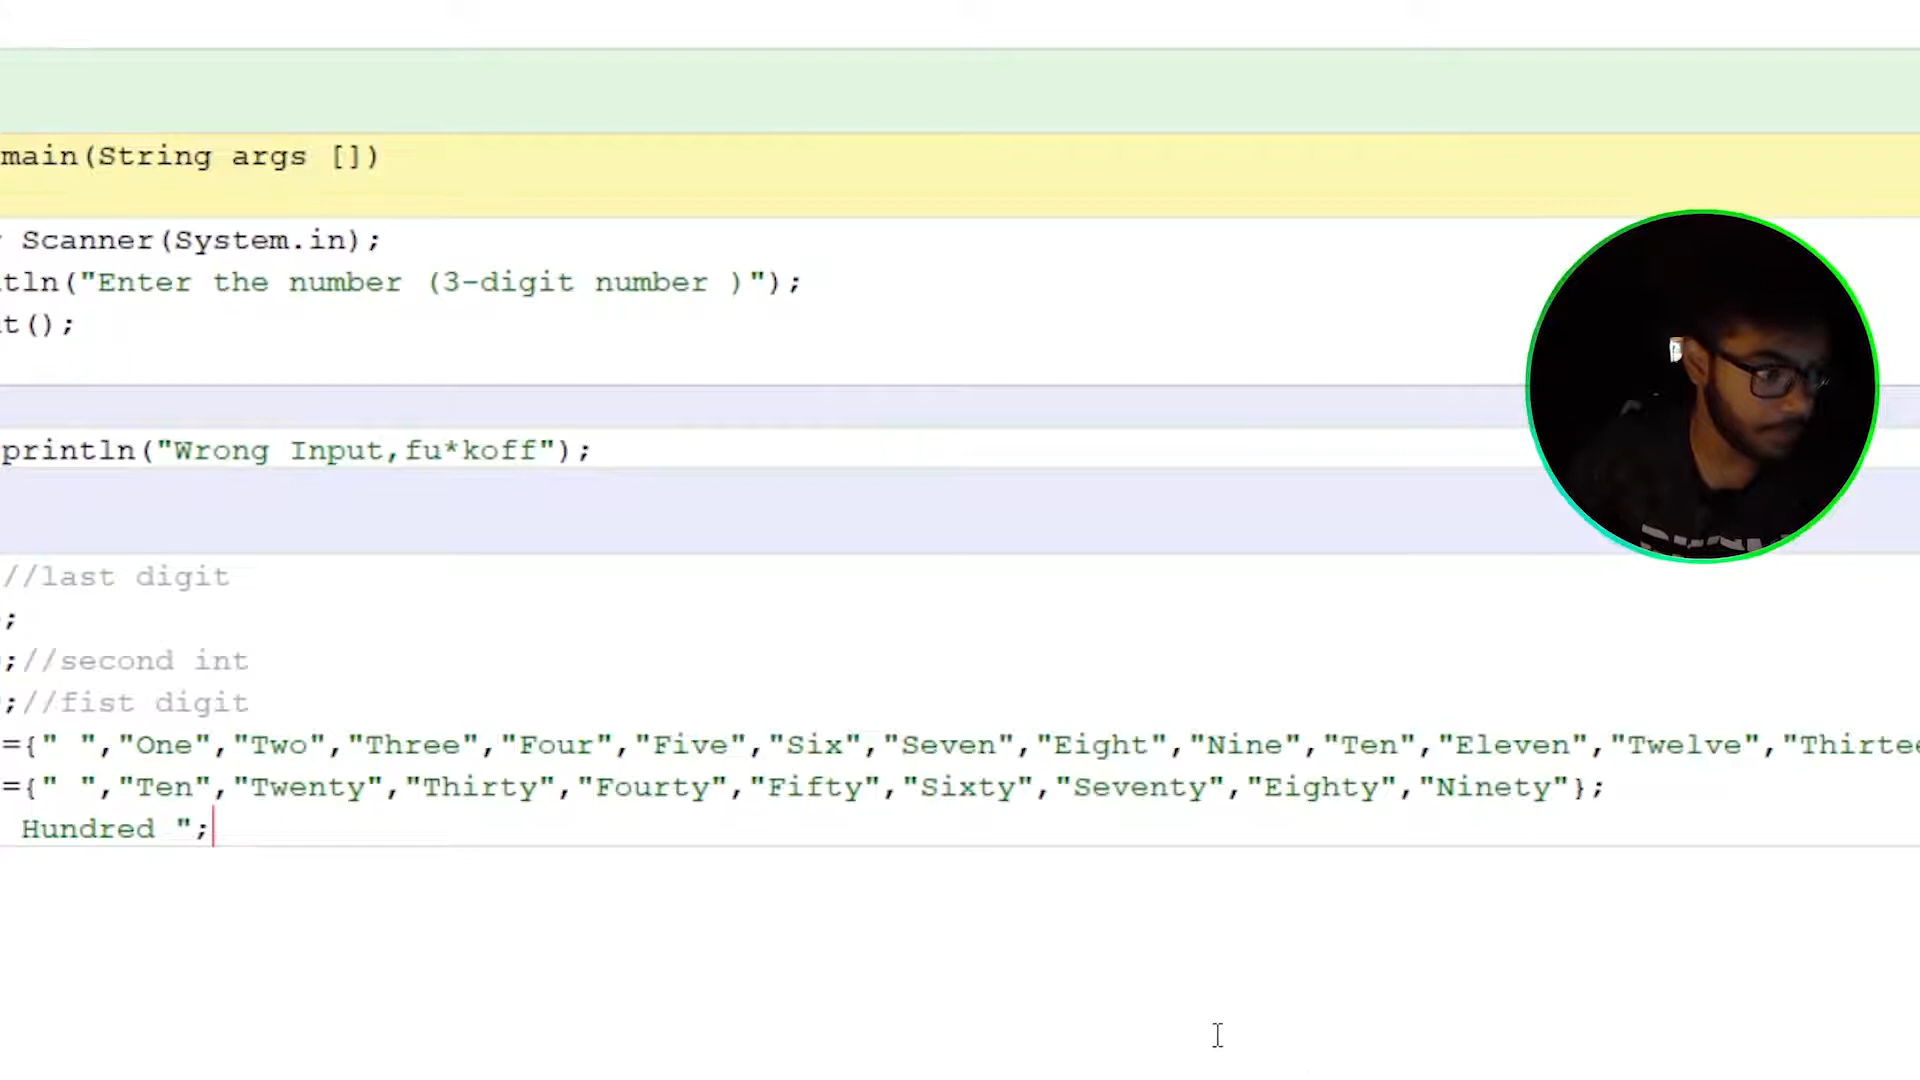 main(String args [])
Scanner(System.in);
tln("Enter the number (3-digit number )");
t();
println("Wrong Input,fu*koff");
//last digit
;
;//second int
;//fist digit
={" ","One","Two","Three","Four","Five","Six","Seven","Eight","Nine","Ten","Eleven","Twelve","Thirtee
={" ","Ten","Twenty","Thirty","Fourty","Fifty","Sixty","Seventy","Eighty","Ninety"};
Hundred ";